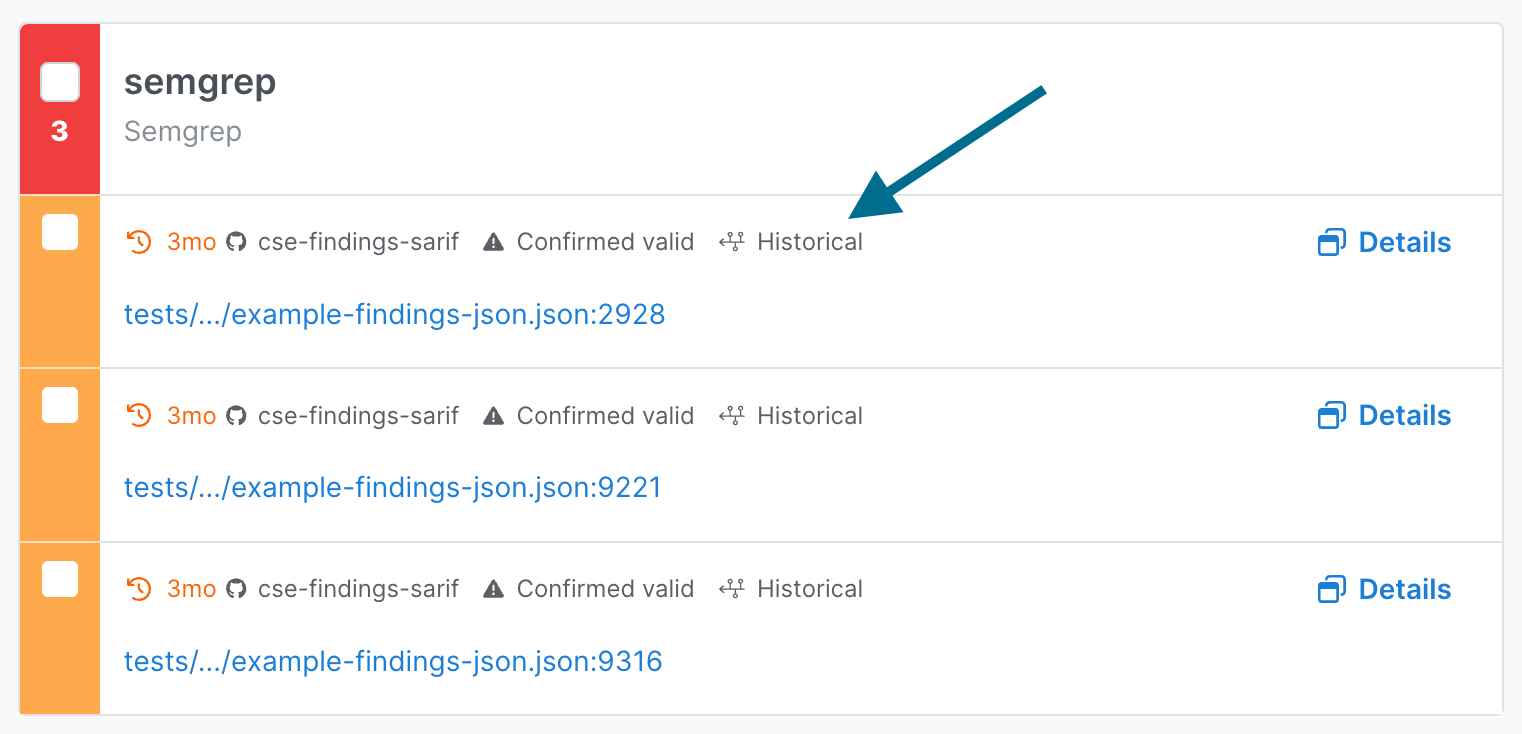 semgrep
3
Semgrep
3mo cse-findings-sarif Confirmed valid Historical Details
tests/.../example-findings-json.json:2928
3mo cse-findings-sarif Confirmed valid Historical Details
tests/.../example-findings-json.json:9221
3mo cse-findings-sarif Confirmed valid Historical Details
tests/.../example-findings-json.json:9316